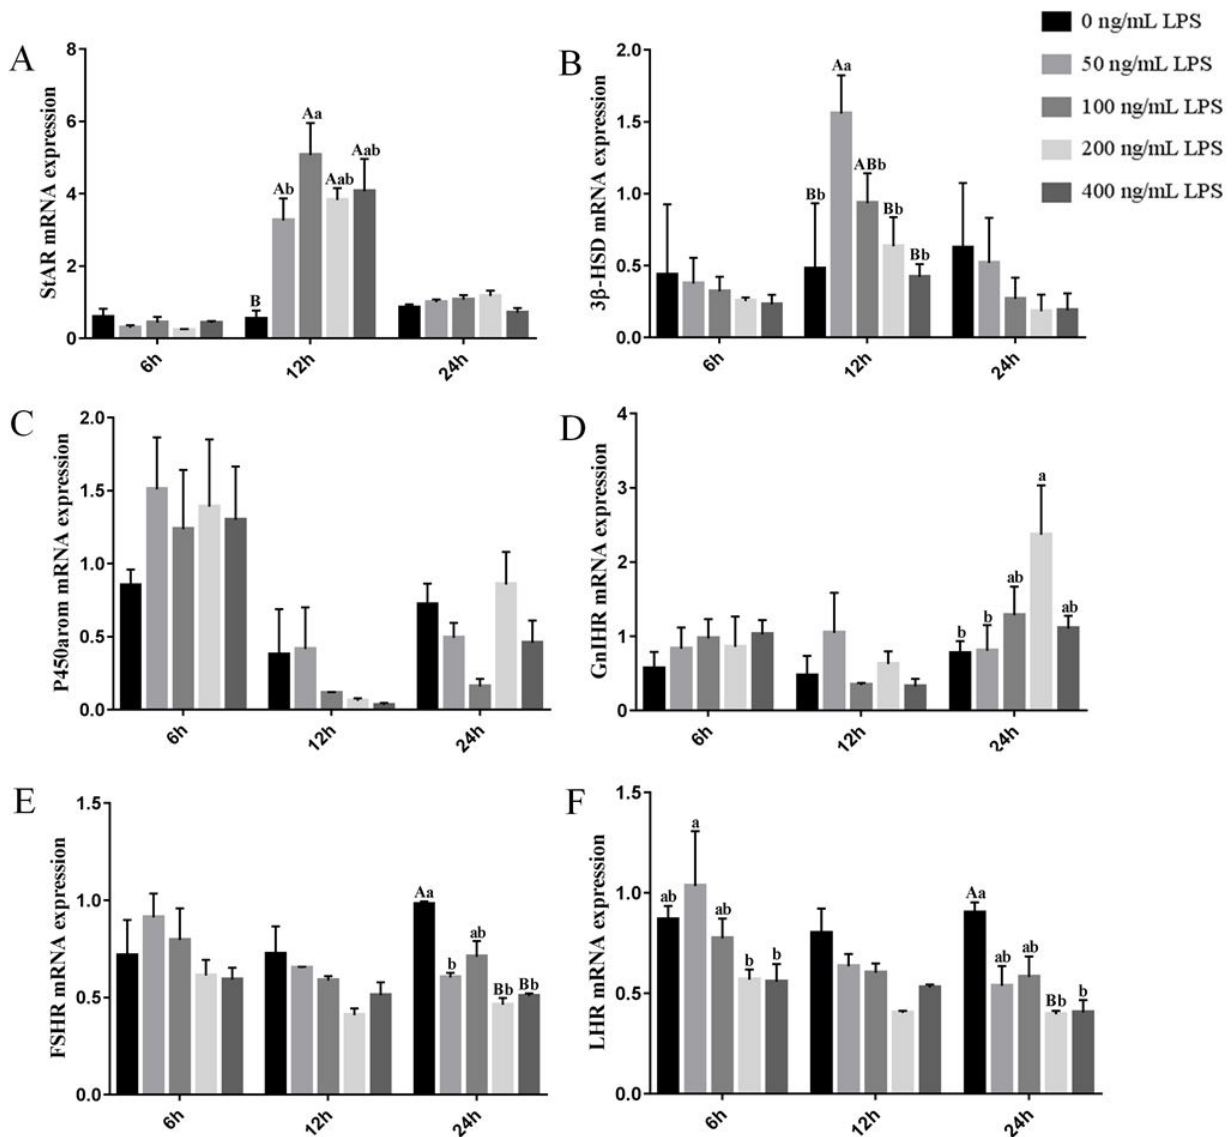 0 ng/mL LPS
50 ng/mL LPS
100 ng/mL LPS
200 ng/mL LPS
400 ng/mL LPS
A
StAR mRNA expression
8
6
4
2
0
B
Ab
Aa
Aab
Aab
6h
12h
24h
B
3β-HSD mRNA expression
2.0
1.5
1.0
0.5
0.0
Bb
Aa
ABb
Bb
Bb
6h
12h
24h
C
P450arom mRNA expression
2.0
1.5
1.0
0.5
0.0
6h
12h
24h
D
GnIHR mRNA expression
4
3
2
1
0
b
b
ab
a
ab
6h
12h
24h
E
FSHR mRNA expression
1.5
1.0
0.5
0.0
Aa
b
ab
Bb
Bb
6h
12h
24h
F
LHR mRNA expression
1.5
1.0
0.5
0.0
ab
a
ab
b
b
Aa
ab
ab
Bb
b
6h
12h
24h